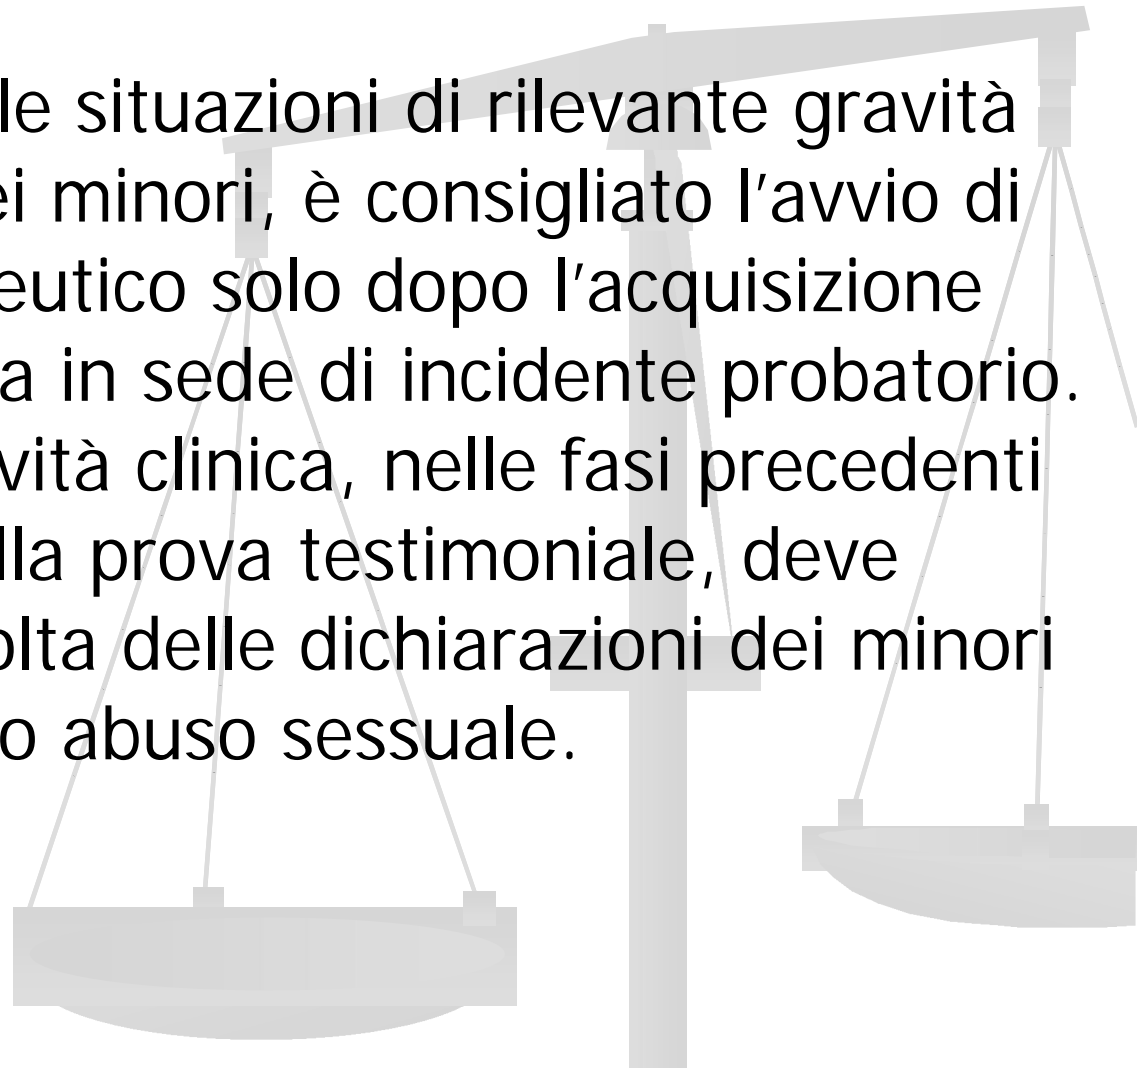 le situazioni di rilevante gravità
ei minori, è consigliato l'avvio di
eutico solo dopo l'acquisizione
a in sede di incidente probatorio.
vità clinica, nelle fasi precedenti
lla prova testimoniale, deve
olta delle dichiarazioni dei minori
o abuso sessuale.